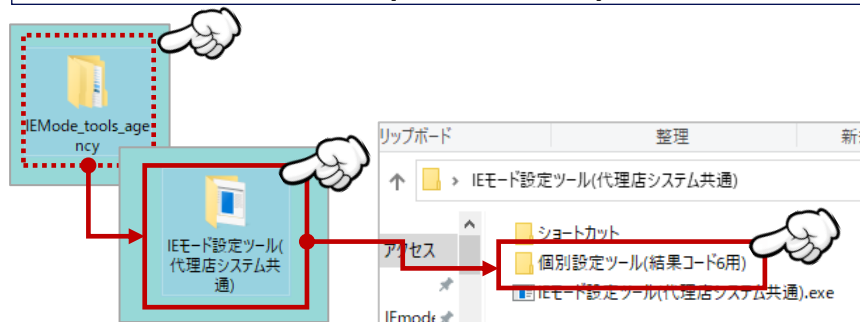 IEMode_tools_age
ncy
IEモード設定ツール(
代理店システム共
通)
リップボード
整理
新規
IEモード設定ツール(代理店システム共通)
アクセス
IEmode
ショートカット
個別設定ツール(結果コード6用)
IEモード設定ツール(代理店システム共通).exe